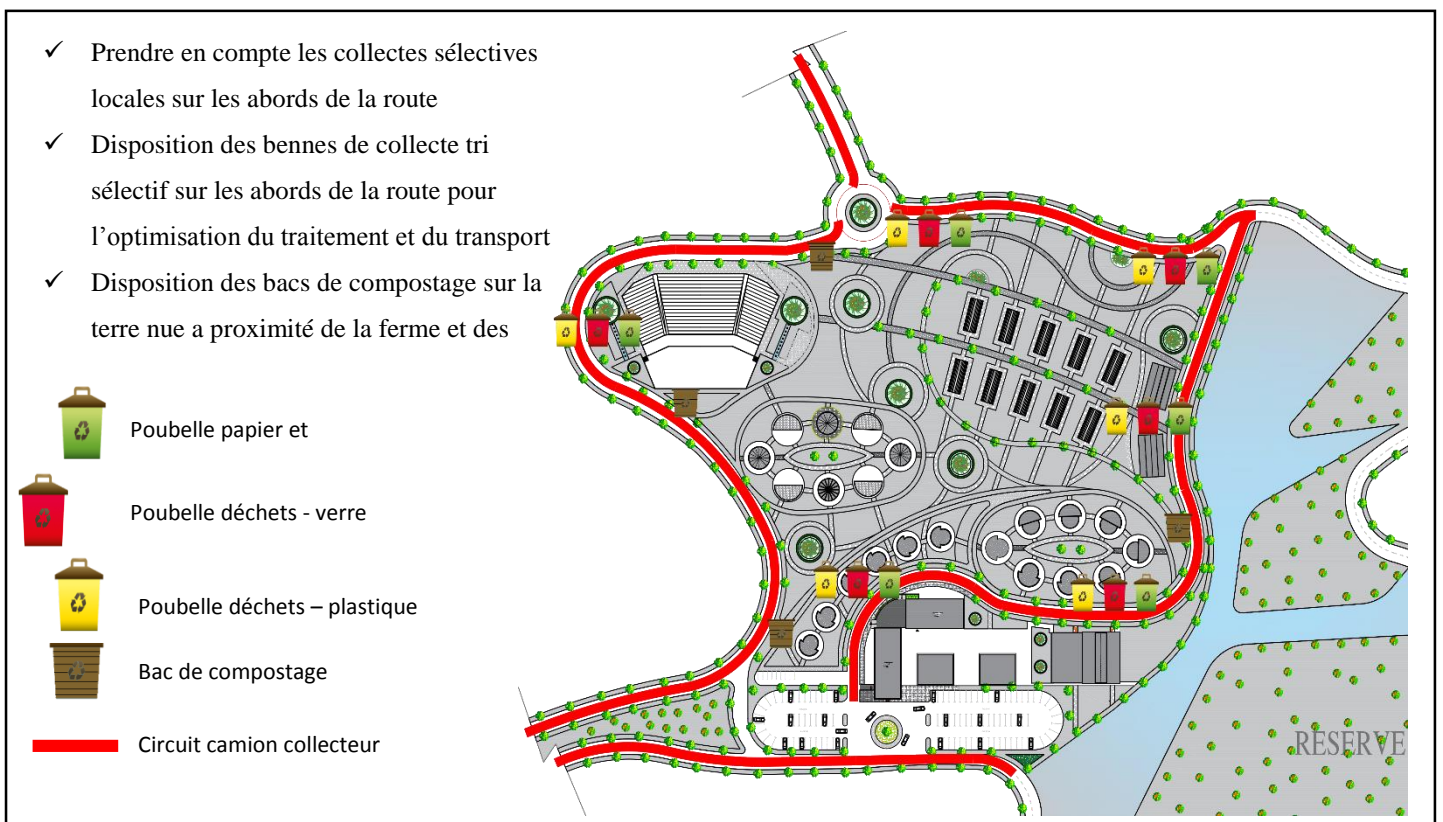 ✓ Prendre en compte les collectes sélectives
locales sur les abords de la route
✓ Disposition des bennes de collecte tri
sélectif sur les abords de la route pour
l’optimisation du traitement et du transport
✓ Disposition des bacs de compostage sur la
terre nue a proximité de la ferme et des
Poubelle papier et
Poubelle déchets - verre
Poubelle déchets – plastique
Bac de compostage
Circuit camion collecteur
RESERVE